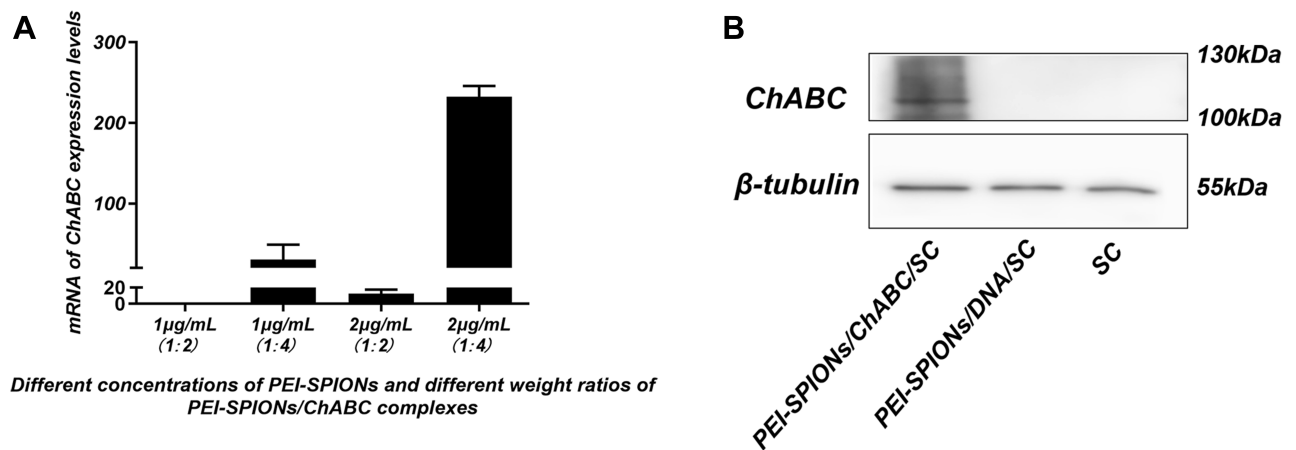 A
mRNA of ChABC expression levels
300
200
100
20
0
1μg/mL
(1:2)
1μg/mL
(1:4)
2μg/mL
(1:2)
2μg/mL
(1:4)
Different concentrations of PEI-SPIONs and different weight ratios of
PEI-SPIONs/ChABC complexes
B
ChABC
130kDa
100kDa
β-tubulin
55kDa
PEI-SPIONs/ChABC/SC
PEI-SPIONs/DNA/SC
SC